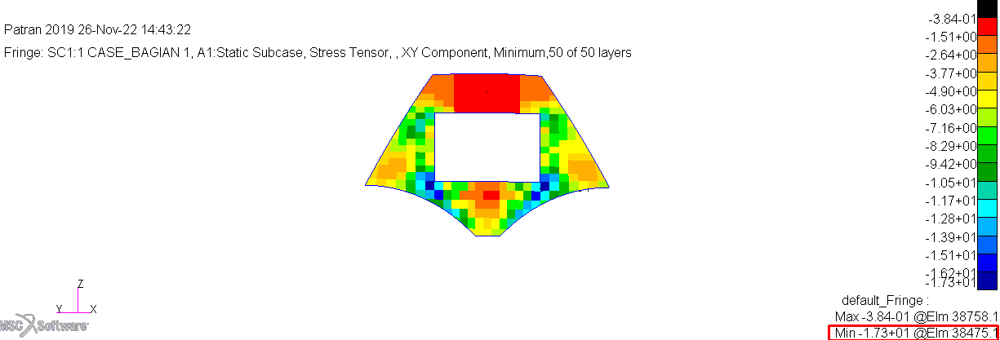 Patran 2019 26-Nov-22 14:43:22
Fringe: SC1:1 CASE_BAGIAN 1, A1:Static Subcase, Stress Tensor, , XY Component, Minimum,50 of 50 layers
-3.84-01
-1.51+00
-2.64+00
-3.77+00
-4.90+00
-6.03+00
-7.16+00
-8.29+00
-9.42+00
-1.05+01
-1.17+01
-1.28+01
-1.39+01
-1.51+01
-1.62+01
-1.73+01
Z
Y X
MSC Software
default_Fringe :
Max -3.84-01 @Elm 38758.1
Min -1.73+01 @Elm 38475.1